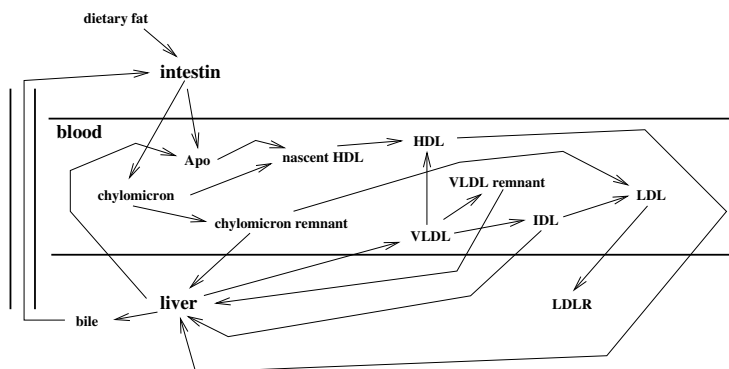 dietary fat
intestin
blood
HDL
Apo
nascent HDL
VLDL remnant
chylomicron
LDL
chylomicron remnant
IDL
VLDL
liver
LDLR
bile